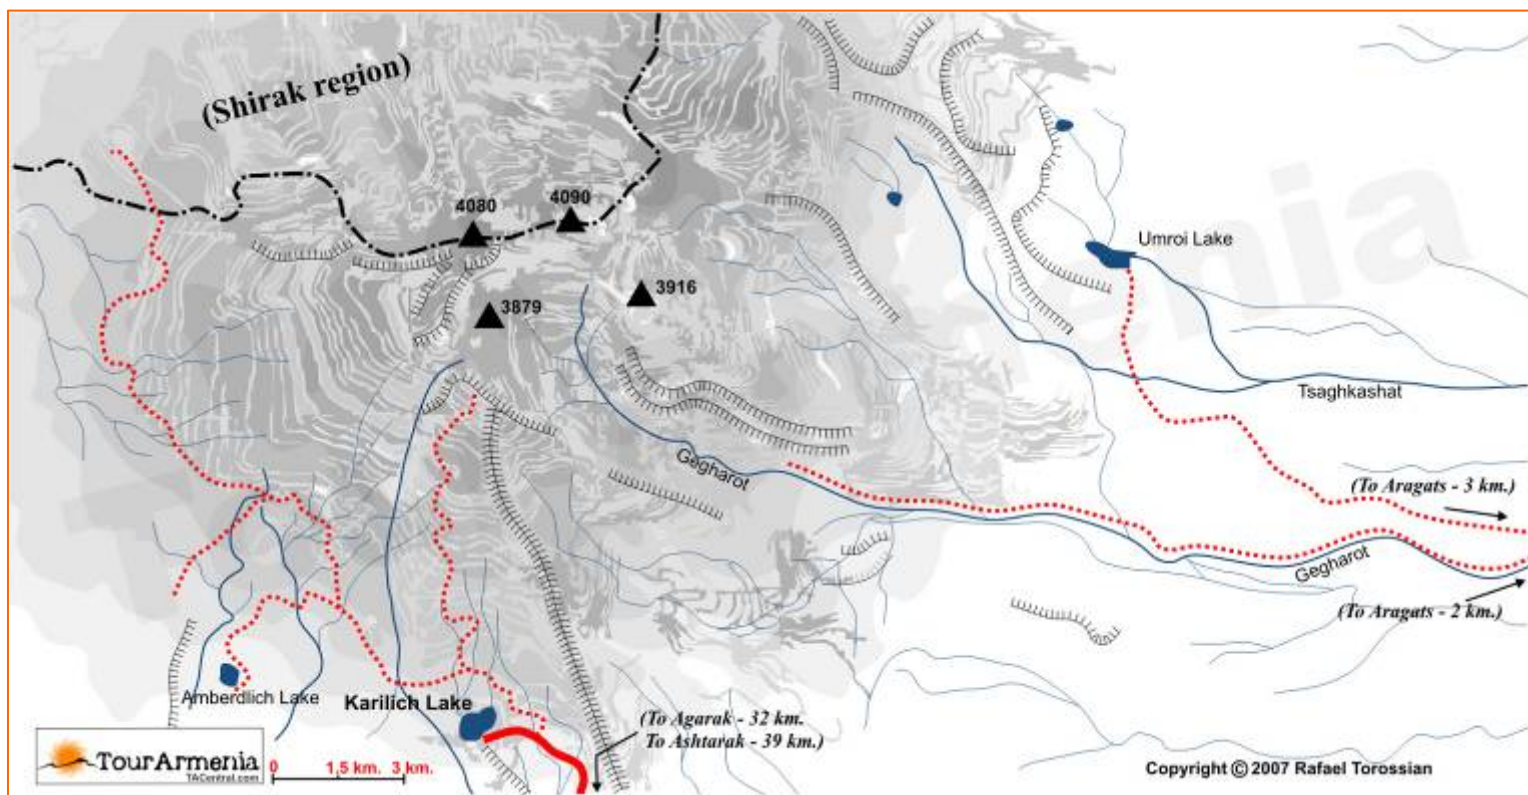 (Shirak region)
4080
4090
3916
3879
Umroi Lake
Tsaghkashat
Gegharot
(To Aragats - 3 km.)
Gegharot
(To Aragats - 2 km.)
Amberdlich Lake
Karilich Lake
(To Agarak - 32 km.
To Ashtarak - 39 km.)
TourArmenia
TACentral.com
0 1,5 km. 3 km.
Copyright © 2007 Rafael Torossian